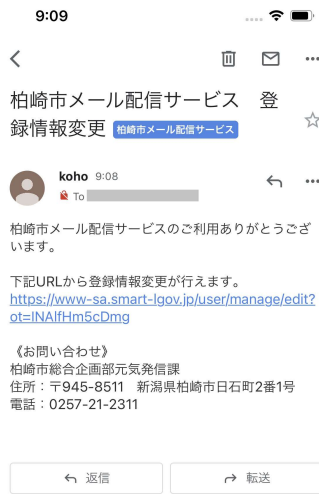 9:09
柏崎市メール配信サービス　登
録情報変更 柏崎市メール配信サービス
koho 9:08
To
柏崎市メール配信サービスのご利用ありがとうござ
います。
下記URLから登録情報変更が行えます。
https://www-sa.smart-lgov.jp/user/manage/edit?
ot=lNAlfHm5cDmg
《お問い合わせ》
柏崎市総合企画部元気発信課
住所：〒945-8511　新潟県柏崎市日石町2番1号
電話：0257-21-2311
返信
転送